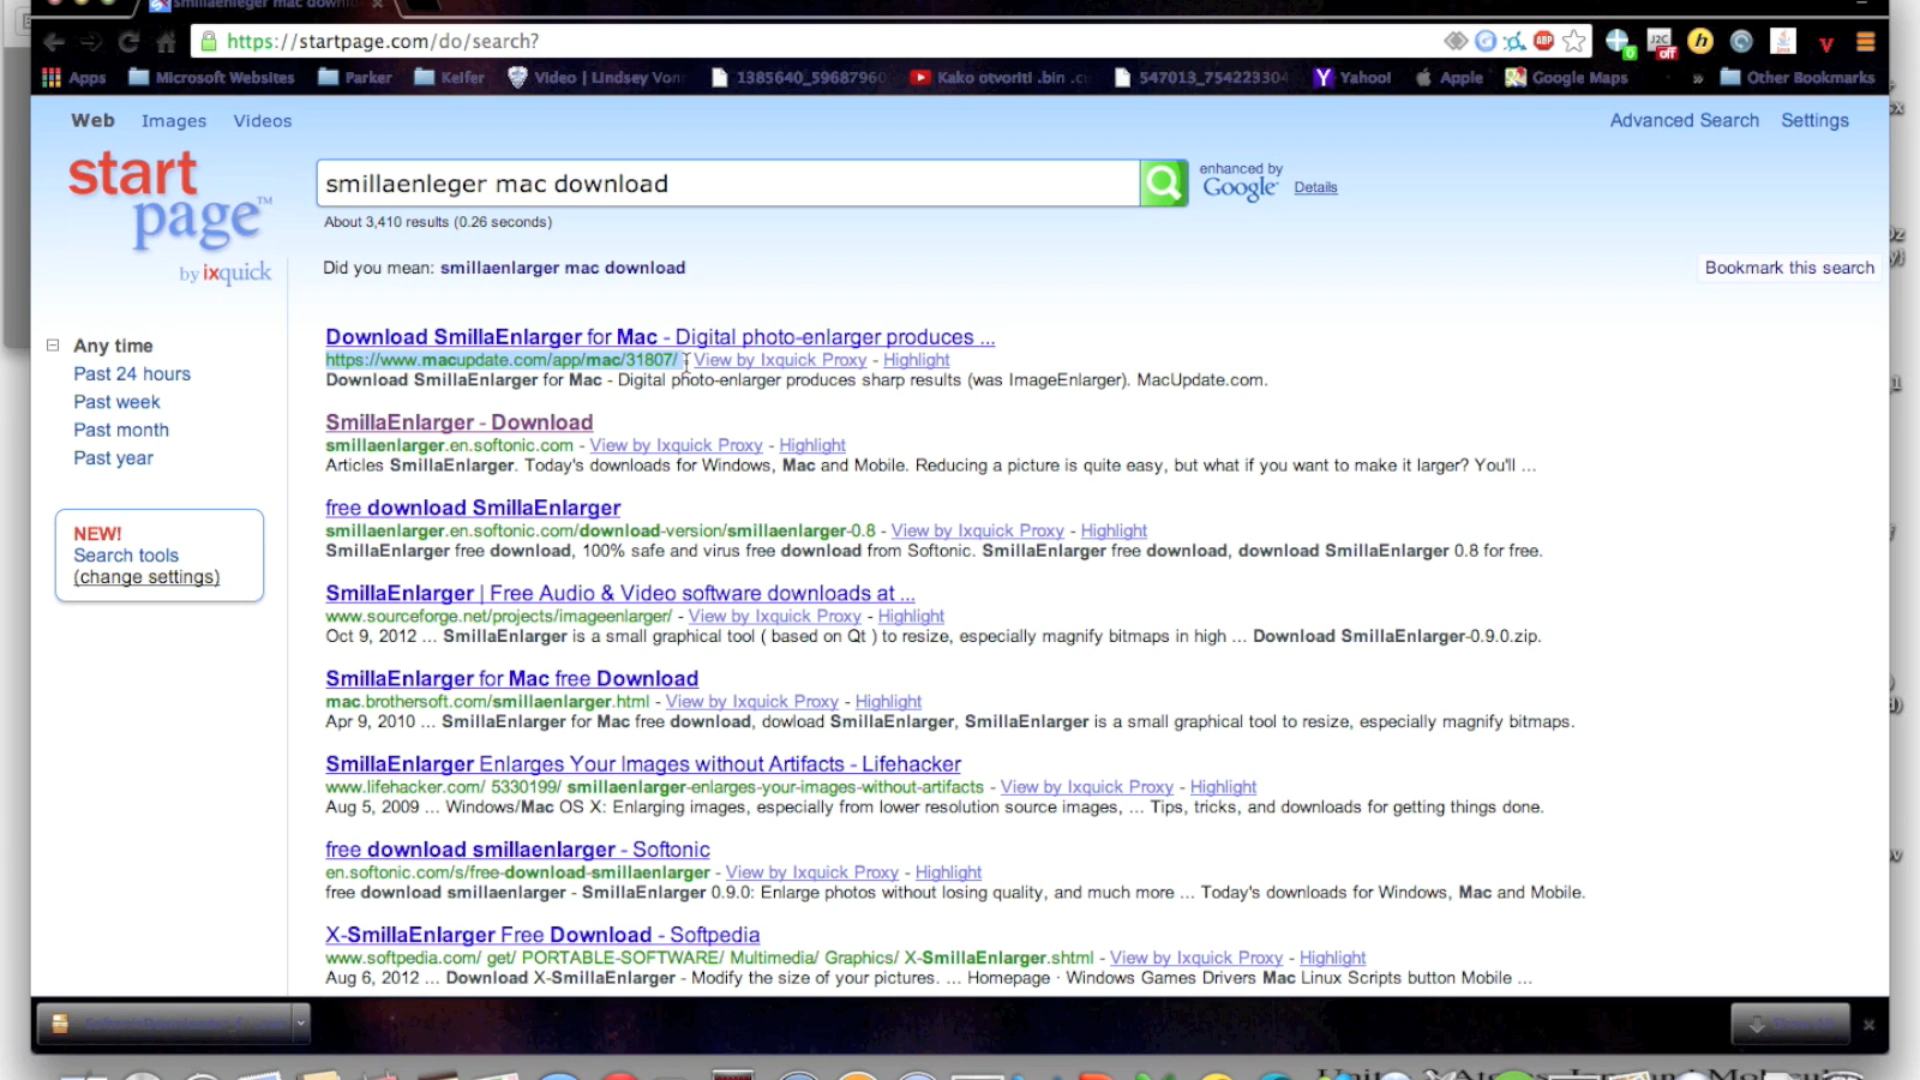 https://startpage.com/do/search?
Apps Microsoft Websites Parker Keifer Video | Lindsey Vonn 1385640_59687960 Kako otvoriti .bin .cu 547013_754223304 Yahoo! Apple Google Maps » Other Bookmarks
Web Images Videos
Advanced Search Settings
start page™
by ixquick
smillaenleger mac download
enhanced by Google Details
About 3,410 results (0.26 seconds)
Did you mean: smillaenlarger mac download
Bookmark this search
Any time
Past 24 hours
Past week
Past month
Past year
NEW!
Search tools
(change settings)
Download SmillaEnlarger for Mac - Digital photo-enlarger produces ...
https://www.macupdate.com/app/mac/31807/ - View by Ixquick Proxy - Highlight
Download SmillaEnlarger for Mac - Digital photo-enlarger produces sharp results (was ImageEnlarger). MacUpdate.com.
SmillaEnlarger - Download
smillaenlarger.en.softonic.com - View by Ixquick Proxy - Highlight
Articles SmillaEnlarger. Today's downloads for Windows, Mac and Mobile. Reducing a picture is quite easy, but what if you want to make it larger? You'll ...
free download SmillaEnlarger
smillaenlarger.en.softonic.com/download-version/smillaenlarger-0.8 - View by Ixquick Proxy - Highlight
SmillaEnlarger free download, 100% safe and virus free download from Softonic. SmillaEnlarger free download, download SmillaEnlarger 0.8 for free.
SmillaEnlarger | Free Audio & Video software downloads at ...
www.sourceforge.net/projects/imageenlarger/ - View by Ixquick Proxy - Highlight
Oct 9, 2012 ... SmillaEnlarger is a small graphical tool ( based on Qt ) to resize, especially magnify bitmaps in high ... Download SmillaEnlarger-0.9.0.zip.
SmillaEnlarger for Mac free Download
mac.brothersoft.com/smillaenlarger.html - View by Ixquick Proxy - Highlight
Apr 9, 2010 ... SmillaEnlarger for Mac free download, dowload SmillaEnlarger, SmillaEnlarger is a small graphical tool to resize, especially magnify bitmaps.
SmillaEnlarger Enlarges Your Images without Artifacts - Lifehacker
www.lifehacker.com/ 5330199/ smillaenlarger-enlarges-your-images-without-artifacts - View by Ixquick Proxy - Highlight
Aug 5, 2009 ... Windows/Mac OS X: Enlarging images, especially from lower resolution source images, ... Tips, tricks, and downloads for getting things done.
free download smillaenlarger - Softonic
en.softonic.com/s/free-download-smillaenlarger - View by Ixquick Proxy - Highlight
free download smillaenlarger - SmillaEnlarger 0.9.0: Enlarge photos without losing quality, and much more ... Today's downloads for Windows, Mac and Mobile.
X-SmillaEnlarger Free Download - Softpedia
www.softpedia.com/ get/ PORTABLE-SOFTWARE/ Multimedia/ Graphics/ X-SmillaEnlarger.shtml - View by Ixquick Proxy - Highlight
Aug 6, 2012 ... Download X-SmillaEnlarger - Modify the size of your pictures. ... Homepage · Windows Games Drivers Mac Linux Scripts button Mobile ...